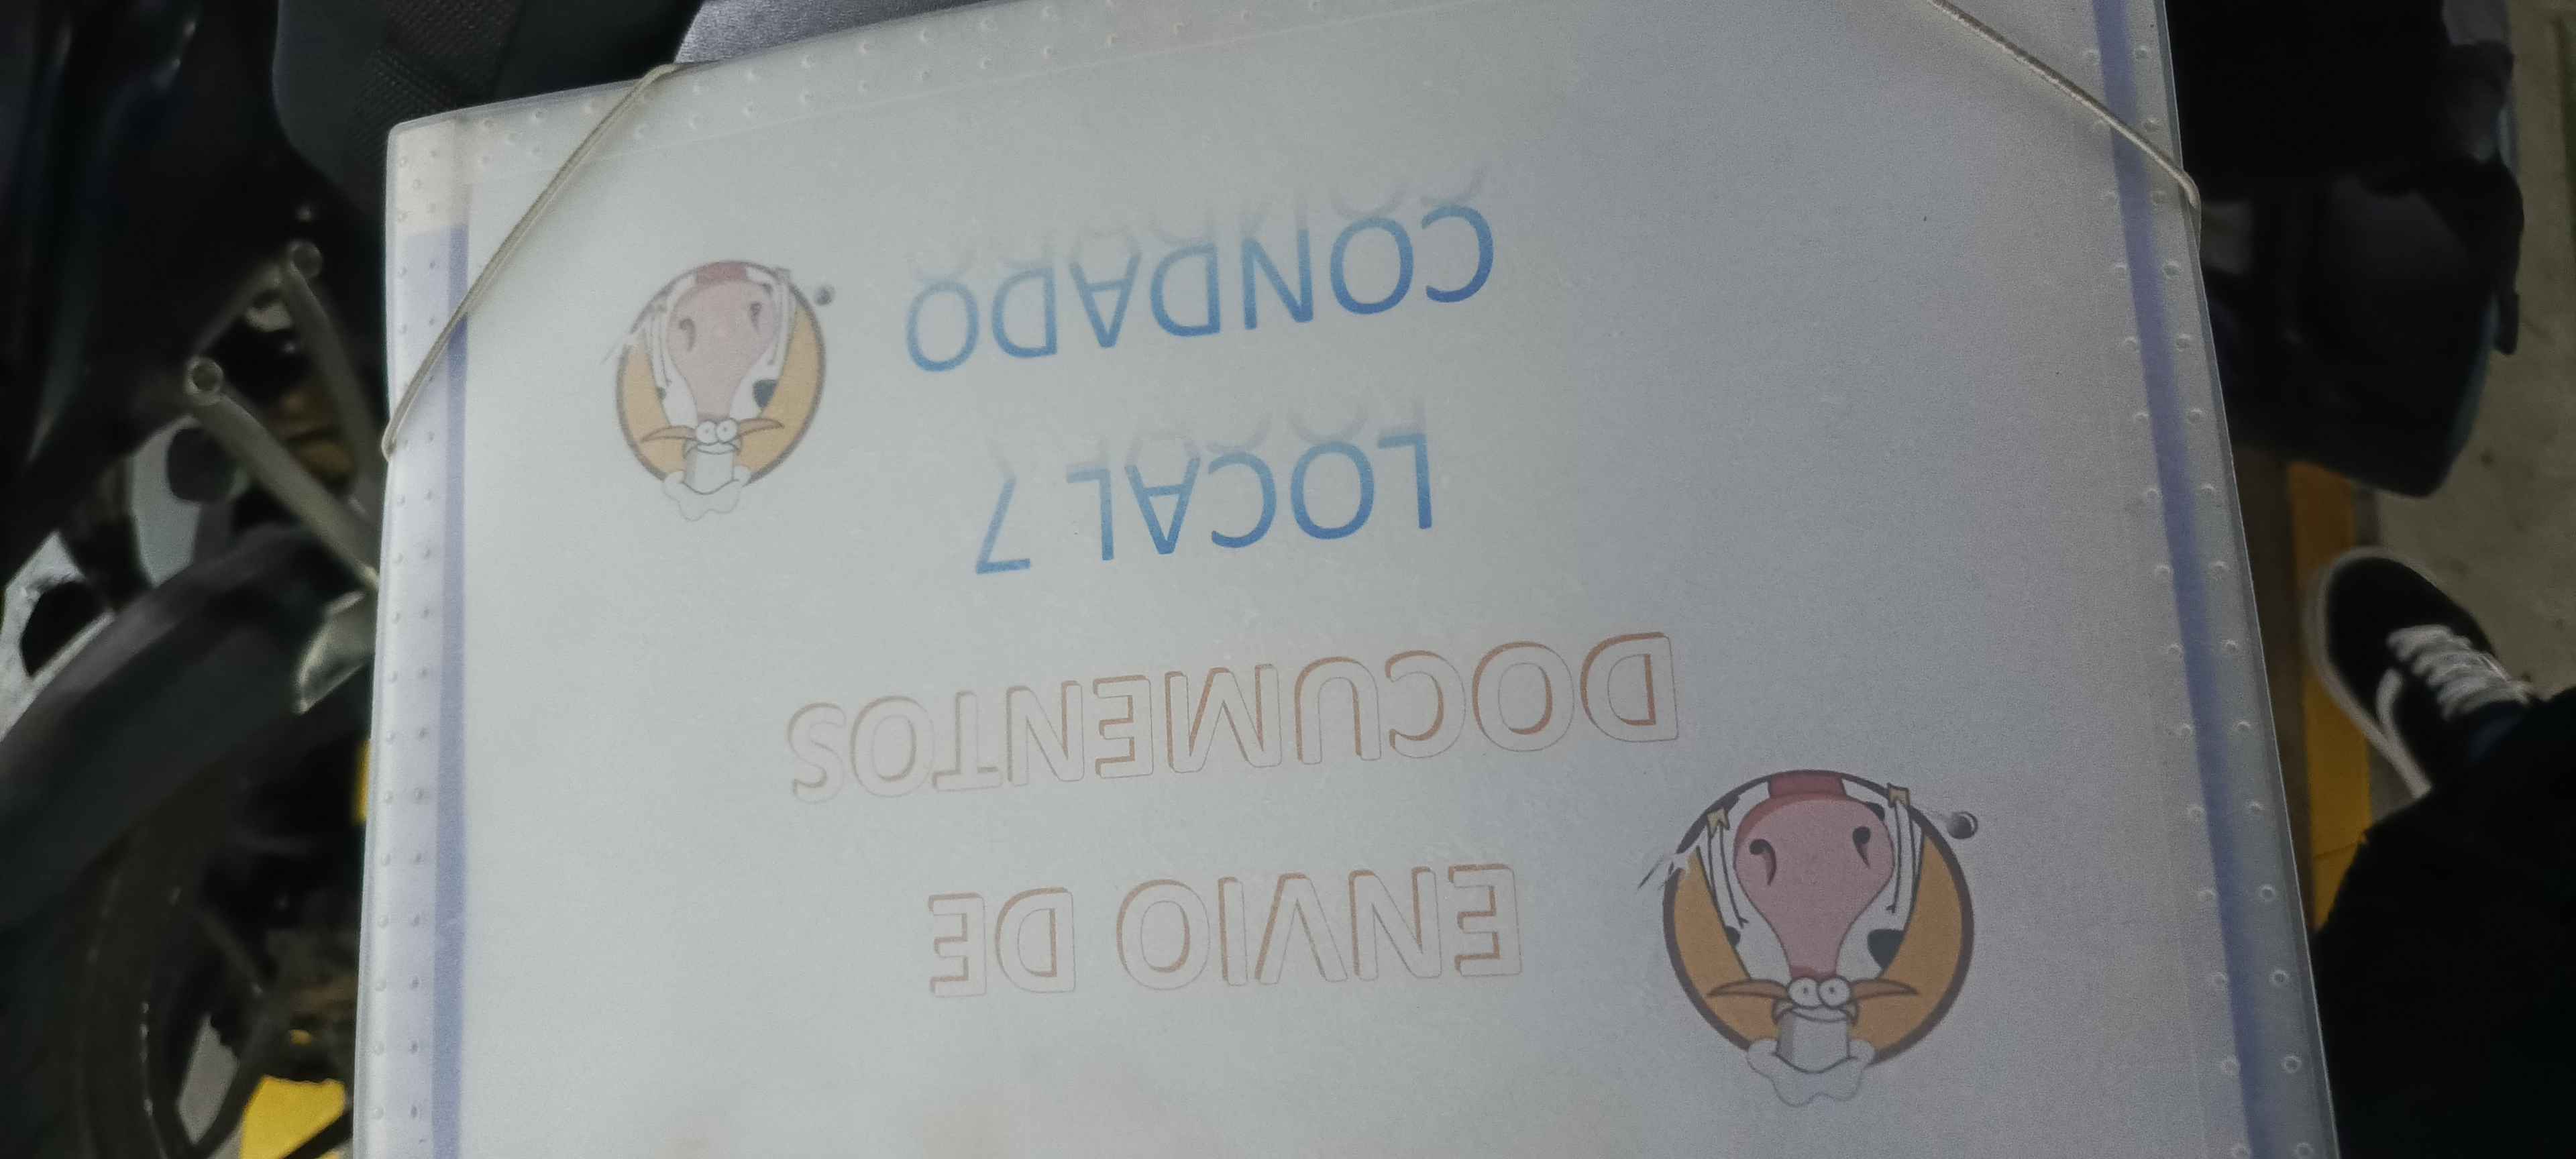 ENVIO DE
DOCUMENTOS
LOCAL 7
CONDADO